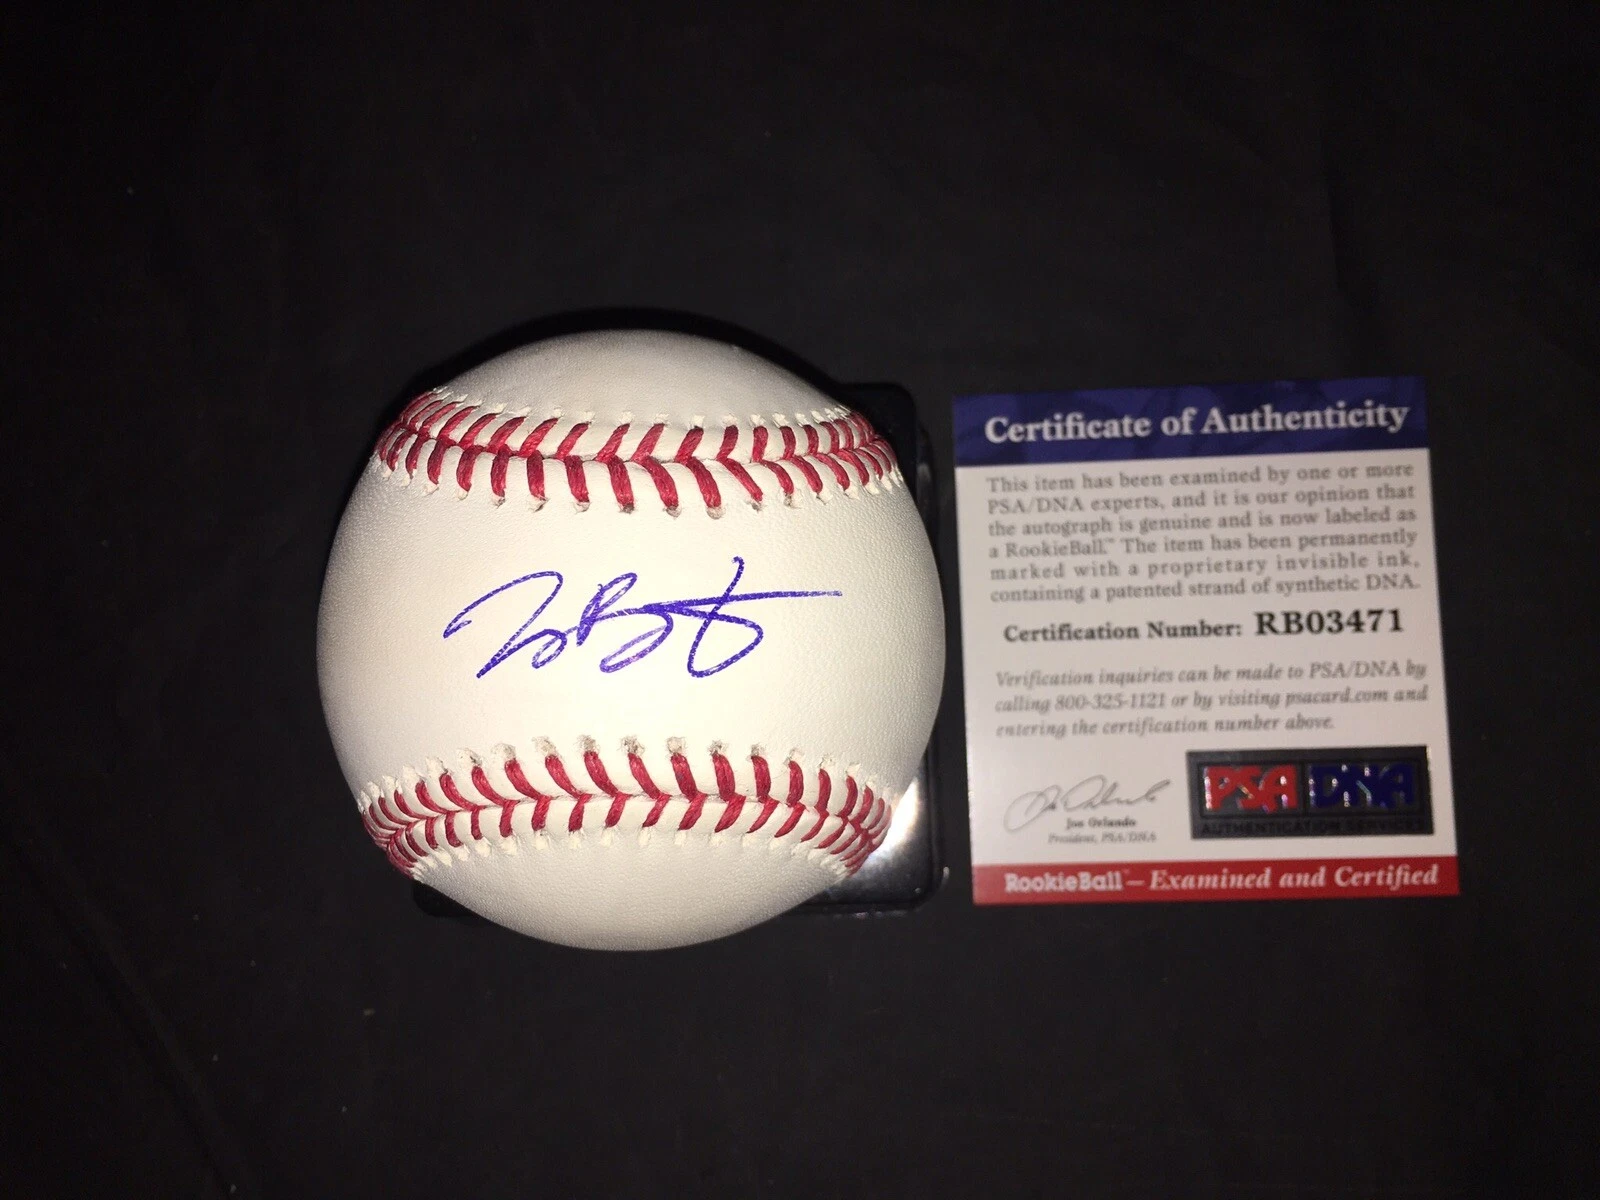 Certificate of Authenticity
This item has been examined by one or more
PSA/DNA experts, and it is our opinion that
the autograph is genuine and is now labeled as
a RookieBall.™ The item has been permanently
marked with a proprietary invisible ink,
containing a patented strand of synthetic DNA.
Certification Number: RB03471
Verification inquiries can be made to PSA/DNA by
calling 800-325-1121 or by visiting psacard.com and
entering the certification number above.
Joe Orlando
President, PSA/DNA
PSA DNA
AUTHENTICATION SERVICES
RookieBall™ — Examined and Certified